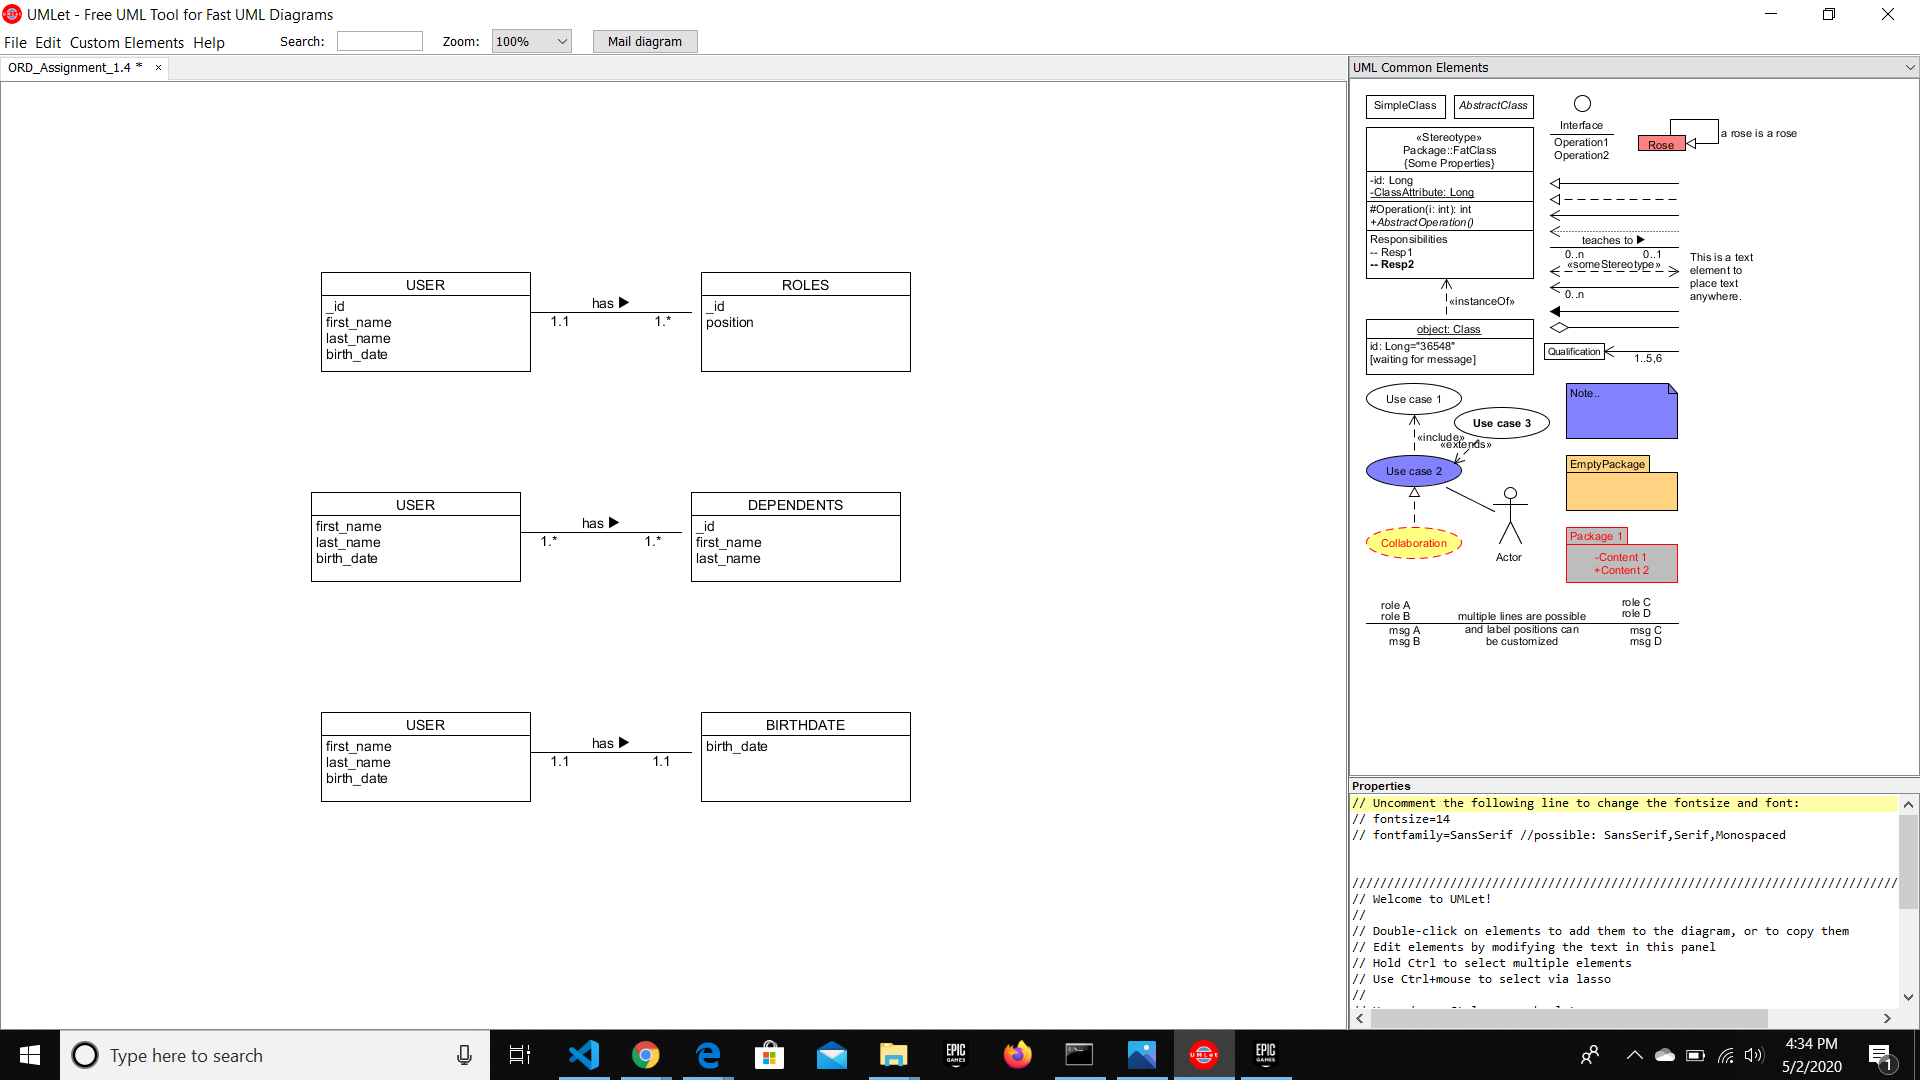 UMLet - Free UML Tool for Fast UML Diagrams
File Edit Custom Elements Help Search: Zoom: 100% Mail diagram
ORD_Assignment_1.4 *
USER
_id
first_name
last_name
birth_date
has
1.1 1.*
ROLES
_id
position
USER
first_name
last_name
birth_date
has
1.* 1.*
DEPENDENTS
_id
first_name
last_name
USER
first_name
last_name
birth_date
has
1.1 1.1
BIRTHDATE
birth_date
UML Common Elements
SimpleClass
AbstractClass
Interface
Operation1
Operation2
Rose
a rose is a rose
«Stereotype»
Package::FatClass
{Some Properties}
-id: Long
-ClassAttribute: Long
#Operation(i: int): int
+AbstractOperation()
Responsibilities
-- Resp1
-- Resp2
teaches to
0..n 0..1
«someStereotype»
0..n
This is a text
element to
place text
anywhere.
«instanceOf»
object: Class
id: Long="36548"
[waiting for message]
Qualification
1..5,6
Use case 1
Use case 3
«include»
«extends»
Use case 2
Collaboration
Actor
Note..
EmptyPackage
Package 1
-Content 1
+Content 2
role A
role B
msg A
msg B
multiple lines are possible
and label positions can
be customized
role C
role D
msg C
msg D
Properties
// Uncomment the following line to change the fontsize and font:
// fontsize=14
// fontfamily=SansSerif //possible: SansSerif,Serif,Monospaced
//////////////////////////////////////////////////////////////////////////////
// Welcome to UMLet!
//
// Double-click on elements to add them to the diagram, or to copy them
// Edit elements by modifying the text in this panel
// Hold Ctrl to select multiple elements
// Use Ctrl+mouse to select via lasso
//
Type here to search
EPIC
GAMES
UMLet
EPIC
GAMES
4:34 PM
5/2/2020
1